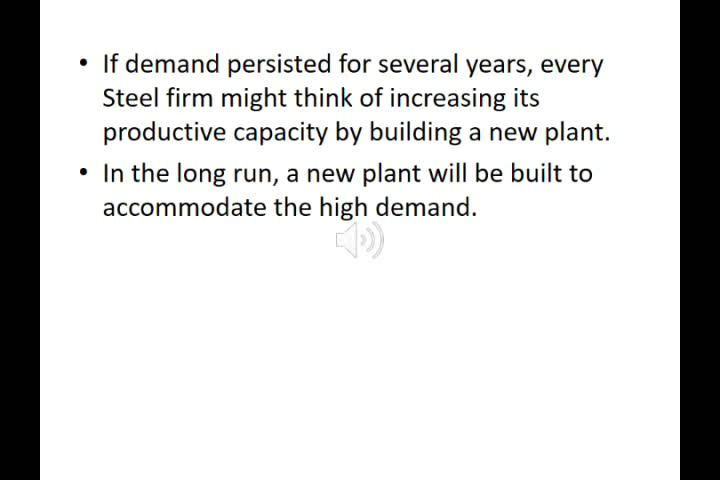 • If demand persisted for several years, every
Steel firm might think of increasing its
productive capacity by building a new plant.
• In the long run, a new plant will be built to
accommodate the high demand.